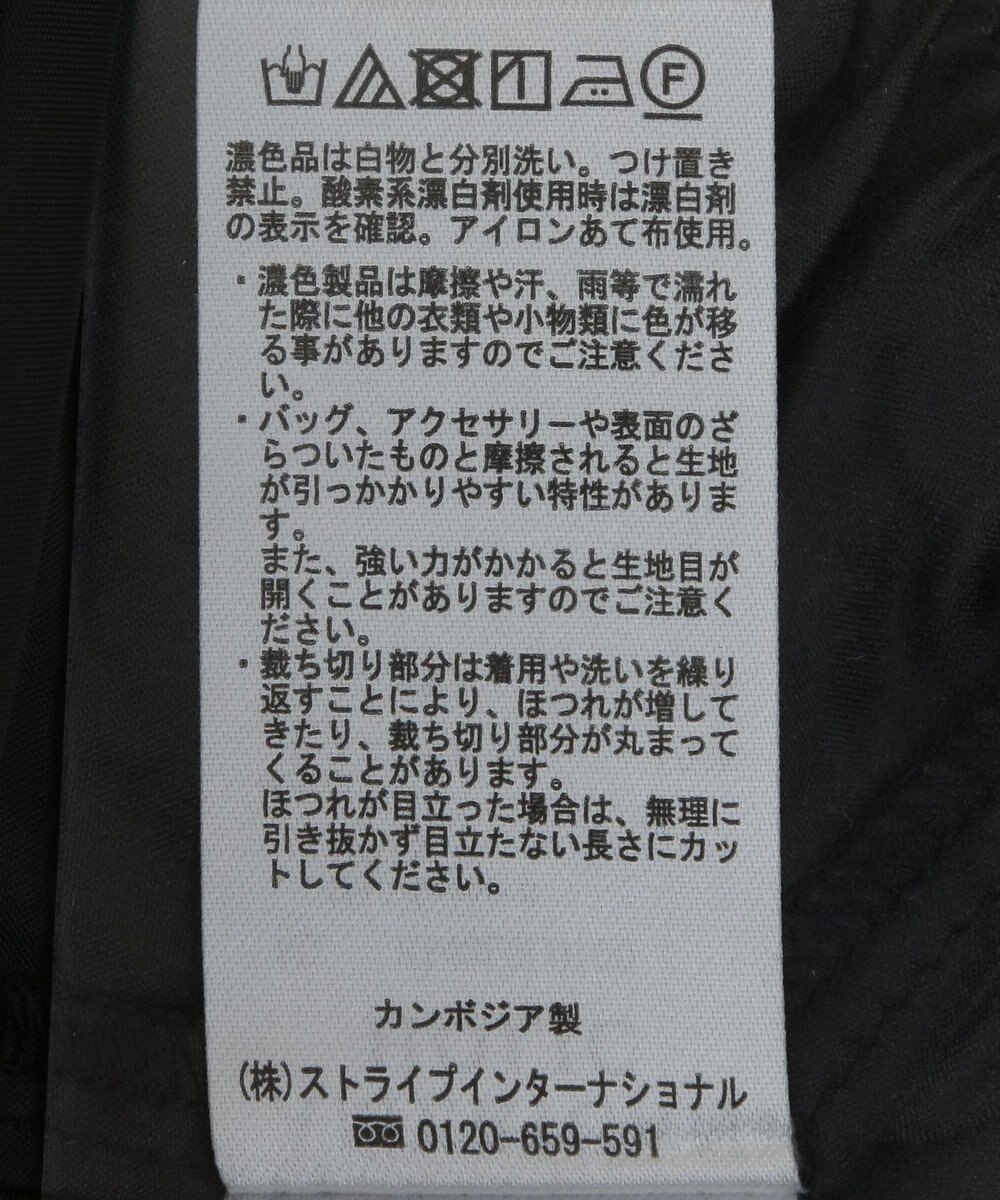 F
濃色品は白物と分別洗い。つけ置き
禁止。酸素系漂白剤使用時は漂白剤
の表示を確認。アイロンあて布使用。
・濃色製品は摩擦や汗、雨等で濡れ
た際に他の衣類や小物類に色が移
る事がありますのでご注意くださ
い。
・バッグ、アクセサリーや表面のざ
らついたものと摩擦されると生地
が引っかかりやすい特性がありま
す。
また、強い力がかかると生地目が
開くことがありますのでご注意く
ださい。
・裁ち切り部分は着用や洗いを繰り
返すことにより、ほつれが増して
きたり、裁ち切り部分が丸まって
くることがあります。
ほつれが目立った場合は、無理に
引き抜かず目立たない長さにカッ
トしてください。
カンボジア製
(株)ストライプインターナショナル
0120-659-591